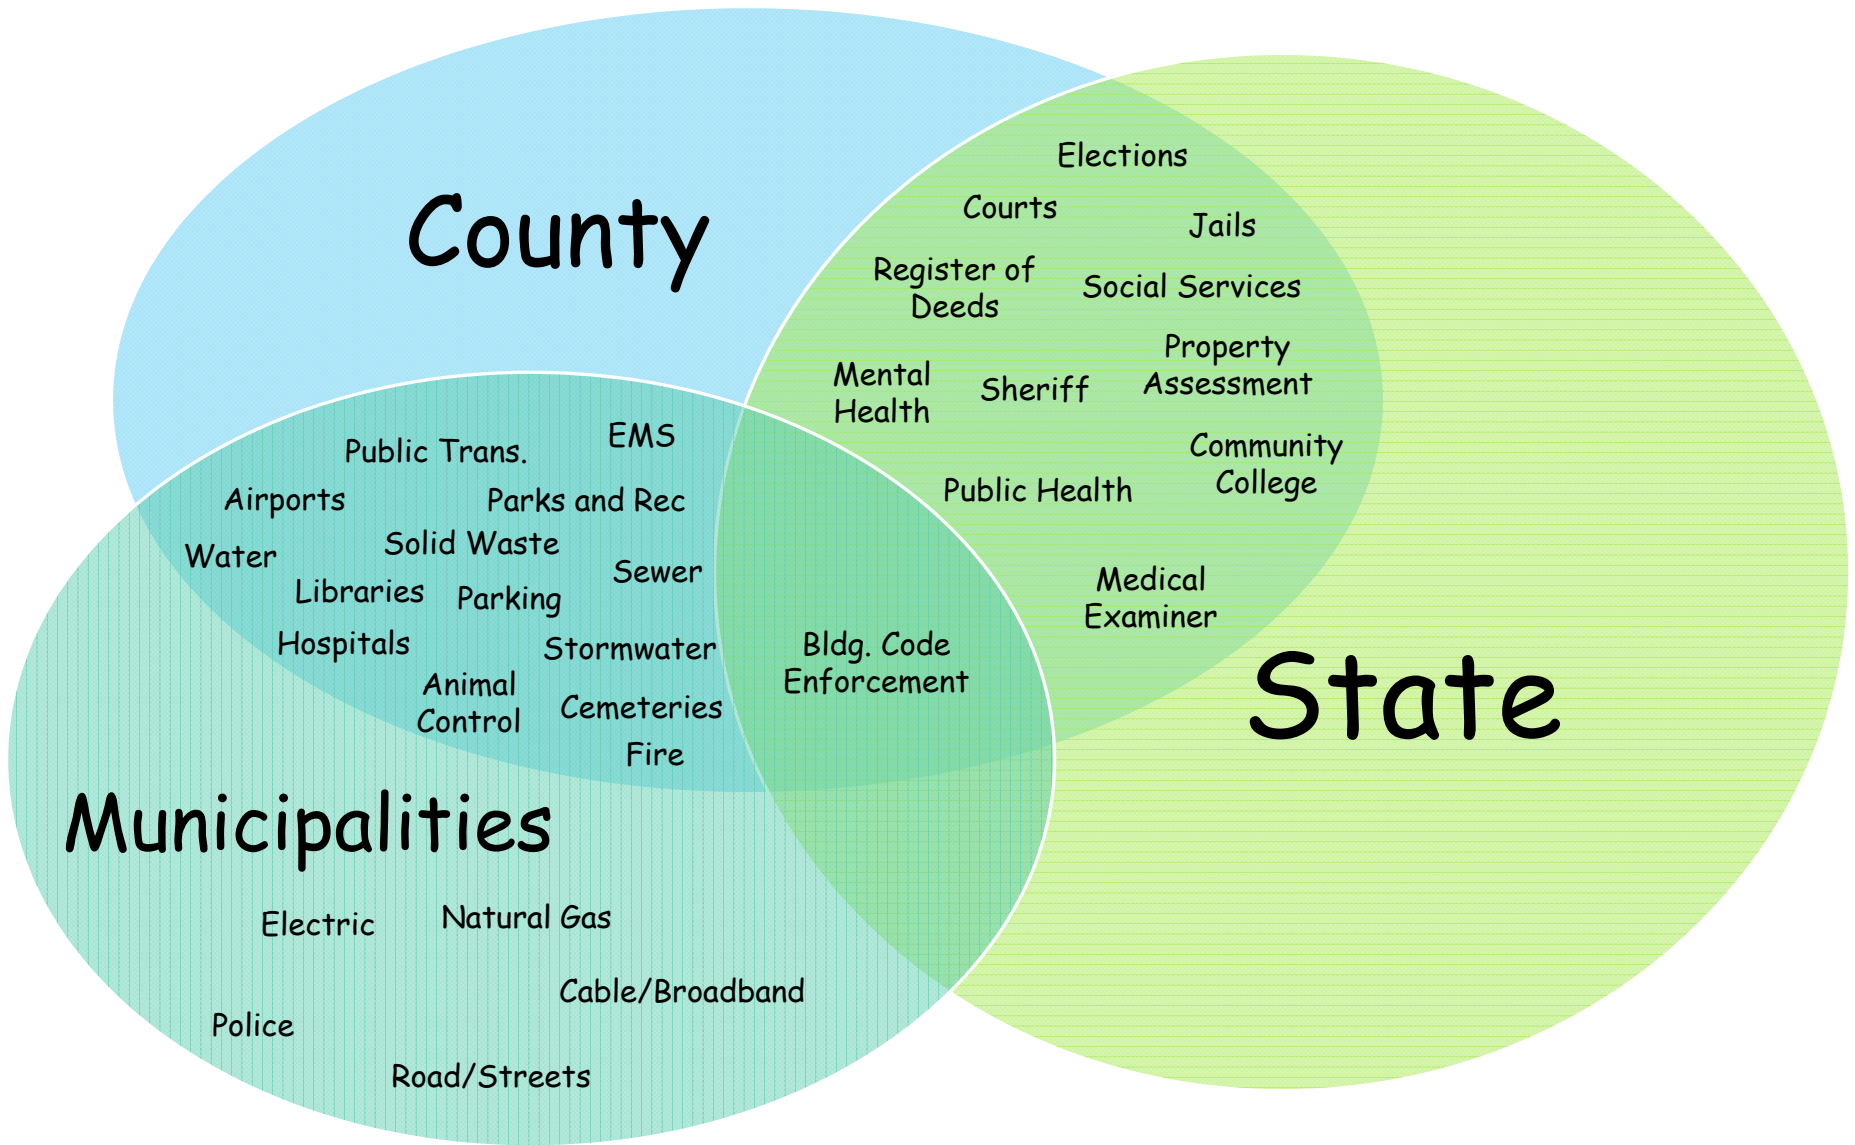 County
Elections
Courts
Jails
Register of
Deeds
Social Services
Property
Assessment
Mental
Health
Sheriff
Community
College
Public Health
Medical
Examiner
State
EMS
Public Trans.
Airports
Parks and Rec
Solid Waste
Water
Sewer
Libraries
Parking
Hospitals
Stormwater
Animal
Control
Cemeteries
Fire
Bldg. Code
Enforcement
Municipalities
Electric
Natural Gas
Cable/Broadband
Police
Road/Streets